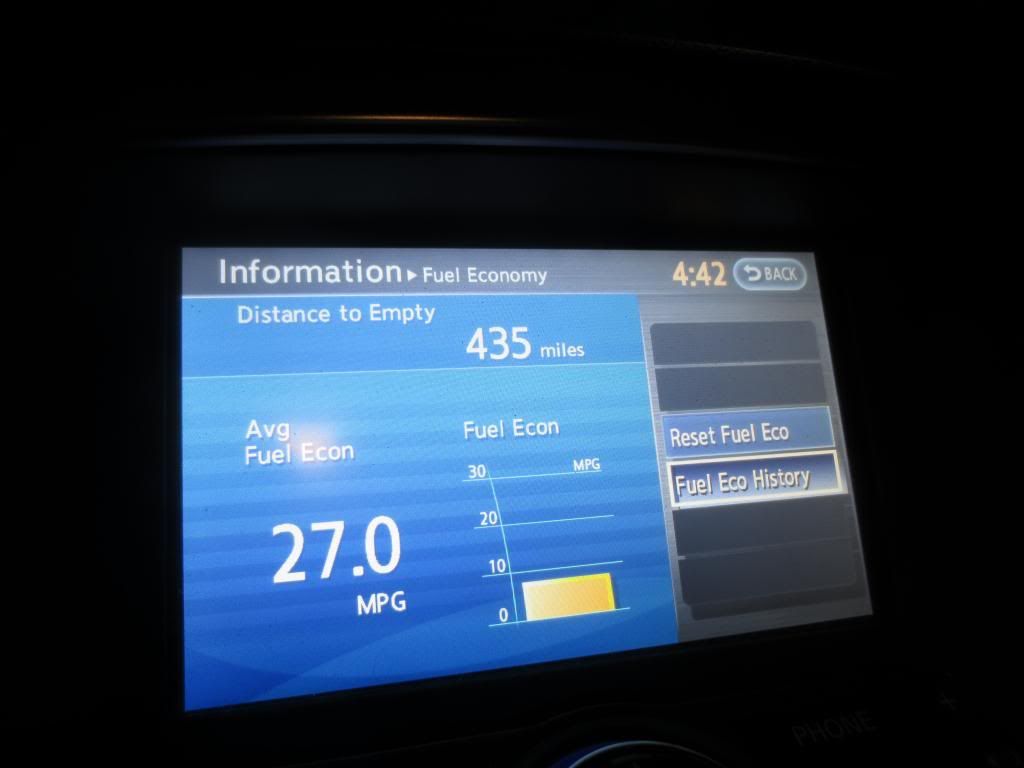 Information ▸ Fuel Economy 4:42 BACK
Distance to Empty
435 miles
Avg
Fuel Econ
27.0
MPG
Fuel Econ
30 MPG
20
10
0
Reset Fuel Eco
Fuel Eco History
PHONE
+